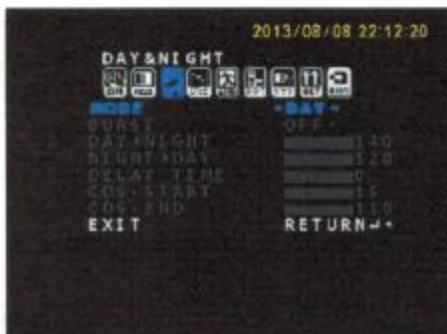 2013/08/08 22:12:20
DAY&NIGHT
MODE DAY
BURST OFF
DAY→NIGHT 140
NIGHT→DAY 120
DELAY TIME 0
CDS-START 15
CDS-END 110
EXIT RETURN↵